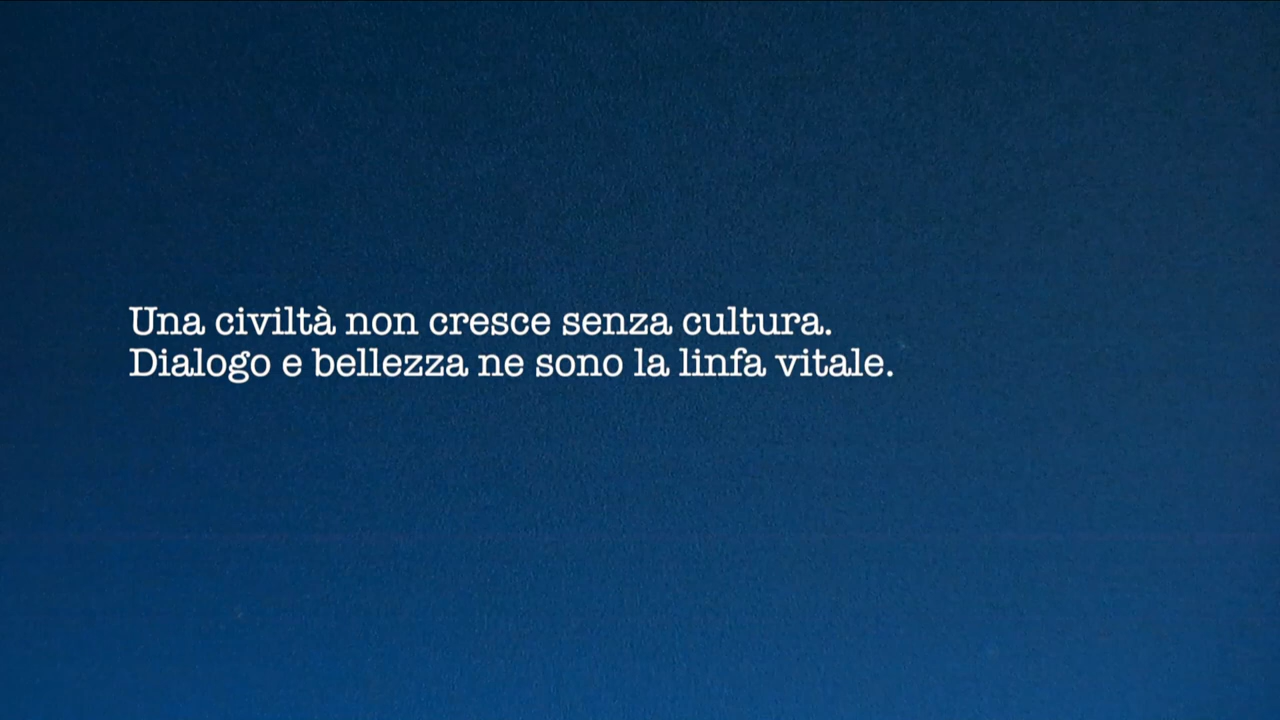 Una civiltà non cresce senza cultura.
Dialogo e bellezza ne sono la linfa vitale.